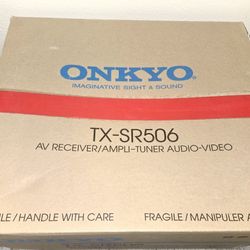 ONKYO
IMAGINATIVE SIGHT & SOUND
TX-SR506
AV RECEIVER/AMPLI-TUNER AUDIO-VIDEO
/HANDLE WITH CARE FRAGILE/MANIPULER